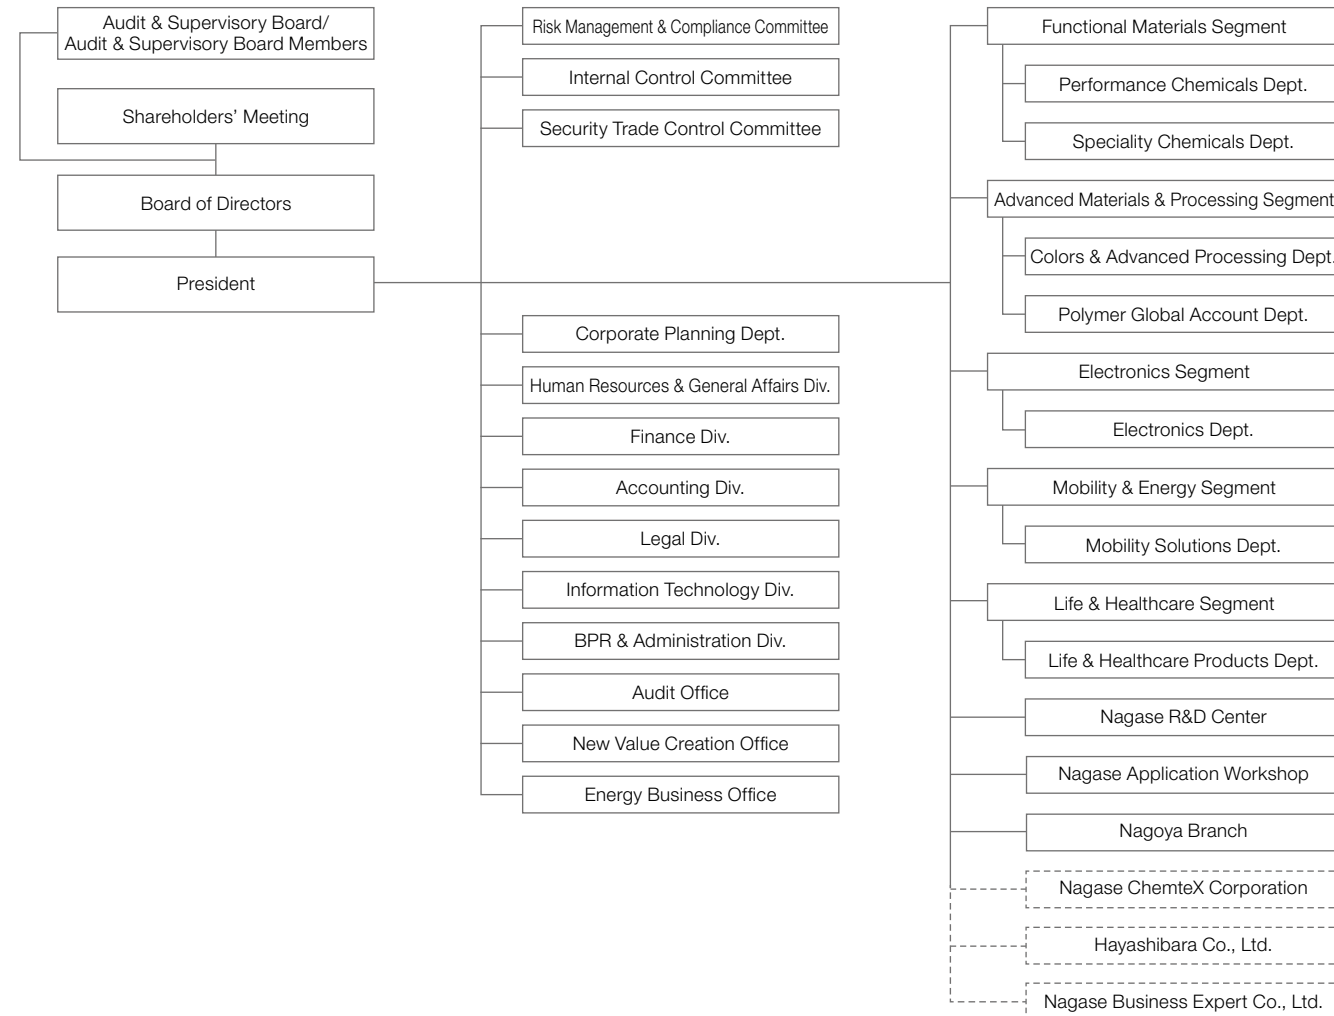 Audit & Supervisory Board/
Audit & Supervisory Board Members
Shareholders’ Meeting
Board of Directors
President
Risk Management & Compliance Committee
Internal Control Committee
Security Trade Control Committee
Corporate Planning Dept.
Human Resources & General Affairs Div.
Finance Div.
Accounting Div.
Legal Div.
Information Technology Div.
BPR & Administration Div.
Audit Office
New Value Creation Office
Energy Business Office
Functional Materials Segment
Performance Chemicals Dept.
Speciality Chemicals Dept.
Advanced Materials & Processing Segment
Colors & Advanced Processing Dept.
Polymer Global Account Dept.
Electronics Segment
Electronics Dept.
Mobility & Energy Segment
Mobility Solutions Dept.
Life & Healthcare Segment
Life & Healthcare Products Dept.
Nagase R&D Center
Nagase Application Workshop
Nagoya Branch
Nagase ChemteX Corporation
Hayashibara Co., Ltd.
Nagase Business Expert Co., Ltd.